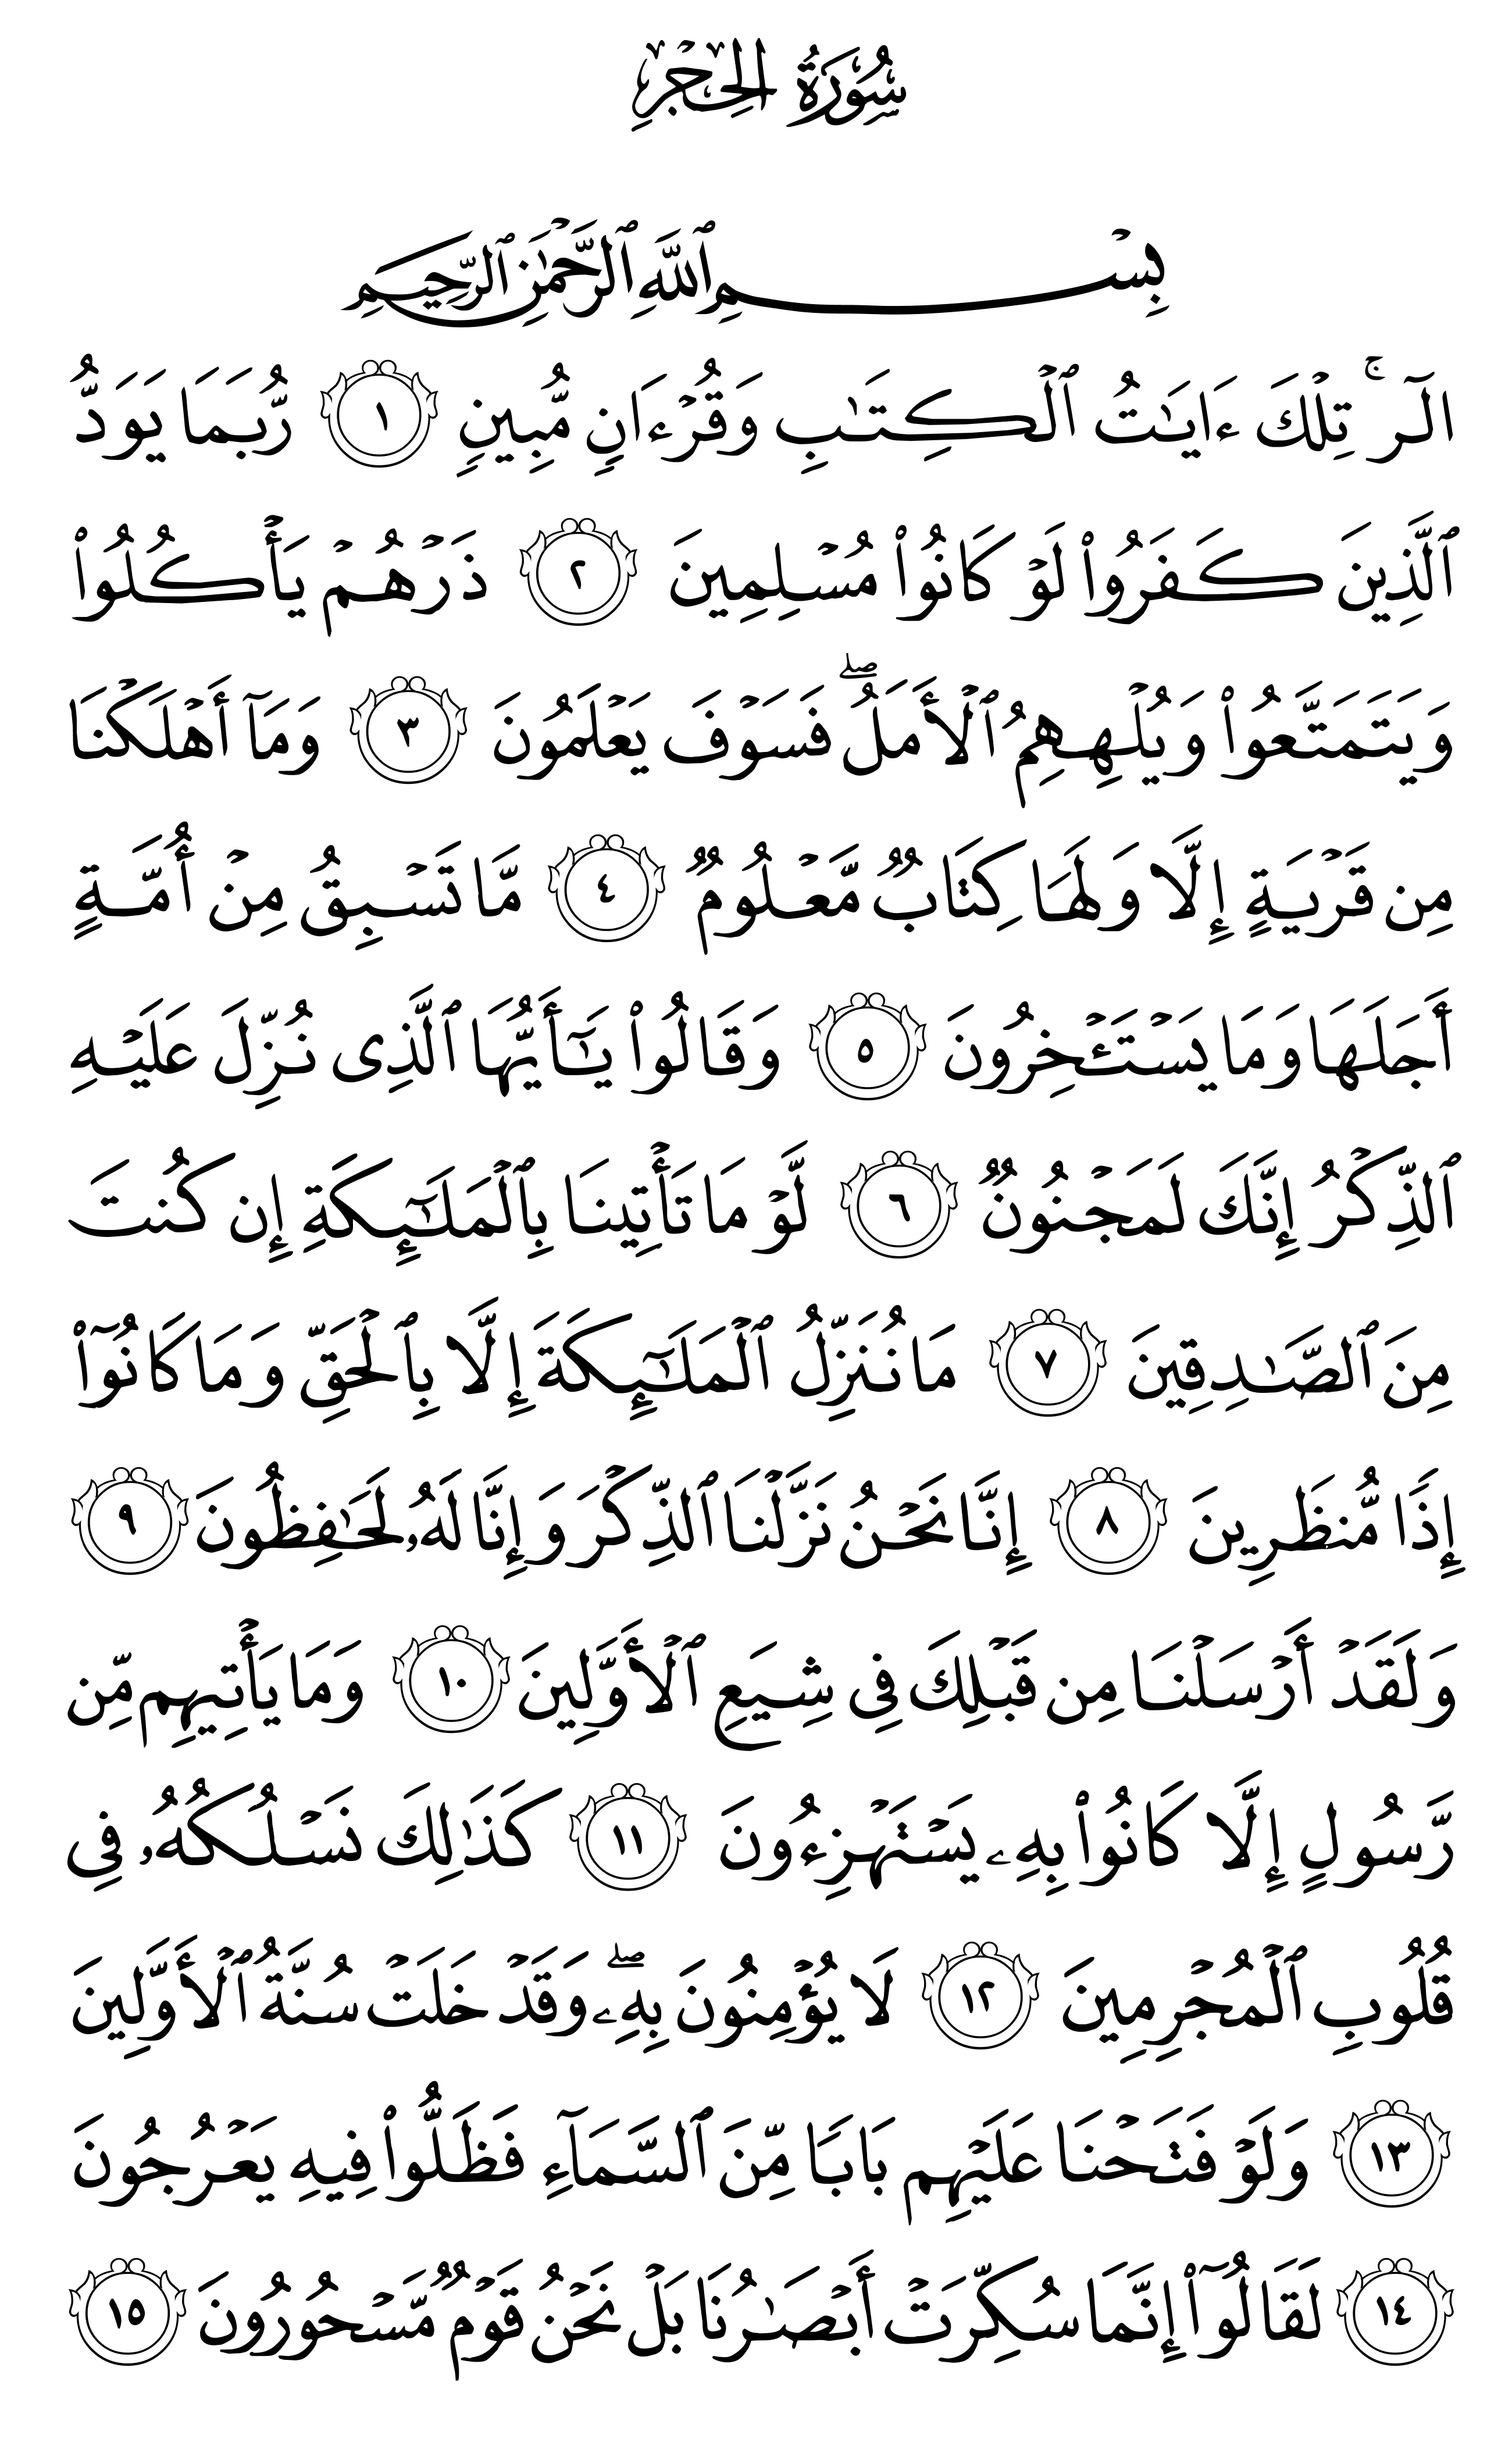 سُورَةُ الحِجْرِ
بِسْمِ ٱللَّهِ ٱلرَّحْمَٰنِ ٱلرَّحِيمِ
الٓرۚ تِلْكَ ءَايَٰتُ ٱلْكِتَٰبِ وَقُرْءَانٍ مُّبِينٍ ١ رُّبَمَا يَوَدُّ
ٱلَّذِينَ كَفَرُوا۟ لَوْ كَانُوا۟ مُسْلِمِينَ ٢ ذَرْهُمْ يَأْكُلُوا۟
وَيَتَمَتَّعُوا۟ وَيُلْهِهِمُ ٱلْأَمَلُۖ فَسَوْفَ يَعْلَمُونَ ٣ وَمَآ أَهْلَكْنَا
مِن قَرْيَةٍ إِلَّا وَلَهَا كِتَابٌ مَّعْلُومٌ ٤ مَّا تَسْبِقُ مِنْ أُمَّةٍ
أَجَلَهَا وَمَا يَسْتَـْٔخِرُونَ ٥ وَقَالُوا۟ يَٰٓأَيُّهَا ٱلَّذِى نُزِّلَ عَلَيْهِ
ٱلذِّكْرُ إِنَّكَ لَمَجْنُونٌ ٦ لَّوْ مَا تَأْتِينَا بِٱلْمَلَٰٓئِكَةِ إِن كُنتَ
مِنَ ٱلصَّٰدِقِينَ ٧ مَا نُنَزِّلُ ٱلْمَلَٰٓئِكَةَ إِلَّا بِٱلْحَقِّ وَمَا كَانُوٓا۟
إِذًا مُّنظَرِينَ ٨ إِنَّا نَحْنُ نَزَّلْنَا ٱلذِّكْرَ وَإِنَّا لَهُۥ لَحَٰفِظُونَ ٩
وَلَقَدْ أَرْسَلْنَا مِن قَبْلِكَ فِى شِيَعِ ٱلْأَوَّلِينَ ١٠ وَمَا يَأْتِيهِم مِّن
رَّسُولٍ إِلَّا كَانُوا۟ بِهِۦ يَسْتَهْزِءُونَ ١١ كَذَٰلِكَ نَسْلُكُهُۥ فِى
قُلُوبِ ٱلْمُجْرِمِينَ ١٢ لَا يُؤْمِنُونَ بِهِۦۖ وَقَدْ خَلَتْ سُنَّةُ ٱلْأَوَّلِينَ
١٣ وَلَوْ فَتَحْنَا عَلَيْهِم بَابًا مِّنَ ٱلسَّمَآءِ فَظَلُّوا۟ فِيهِ يَعْرُجُونَ
١٤ لَقَالُوٓا۟ إِنَّمَا سُكِّرَتْ أَبْصَٰرُنَا بَلْ نَحْنُ قَوْمٌ مَّسْحُورُونَ ١٥